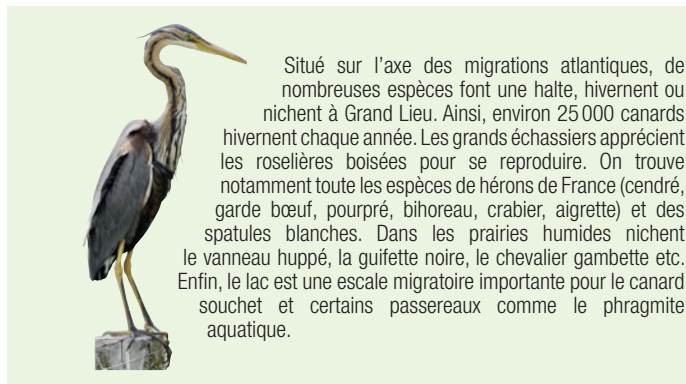 Situé sur l'axe des migrations atlantiques, de
nombreuses espèces font une halte, hivernent ou
nichent à Grand Lieu. Ainsi, environ 25 000 canards
hivernent chaque année. Les grands échassiers apprécient
les roselières boisées pour se reproduire. On trouve
notamment toute les espèces de hérons de France (cendré,
garde bœuf, pourpré, bihoreau, crabier, aigrette) et des
spatules blanches. Dans les prairies humides nichent
le vanneau huppé, la guifette noire, le chevalier gambette etc.
Enfin, le lac est une escale migratoire importante pour le canard
souchet et certains passereaux comme le phragmite
aquatique.